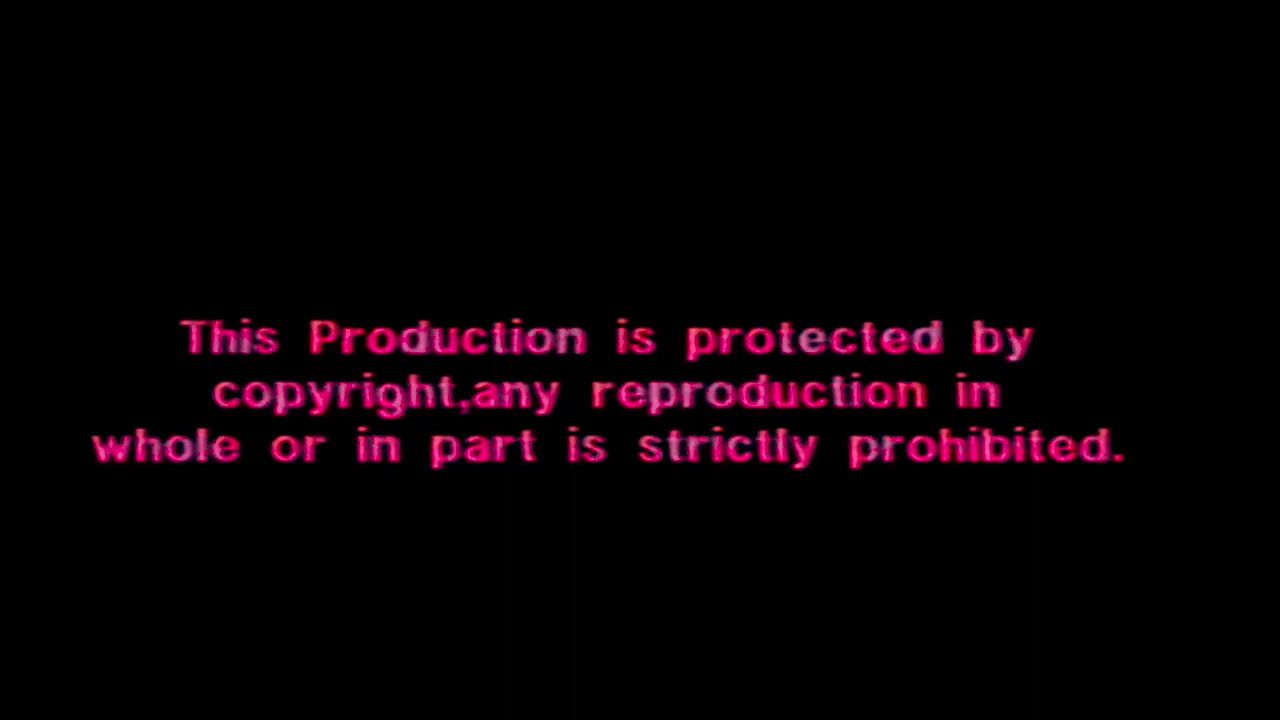 This Production is protected by
copyright,any reproduction in
whole or in part is strictly prohibited.